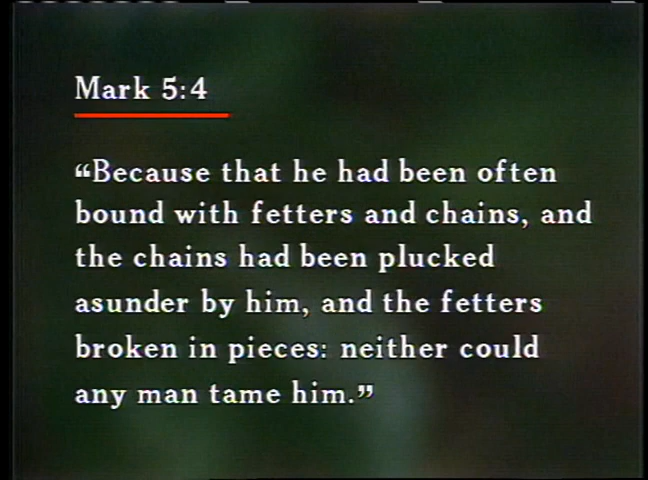 Mark 5:4
“Because that he had been often
bound with fetters and chains, and
the chains had been plucked
asunder by him, and the fetters
broken in pieces: neither could
any man tame him.”